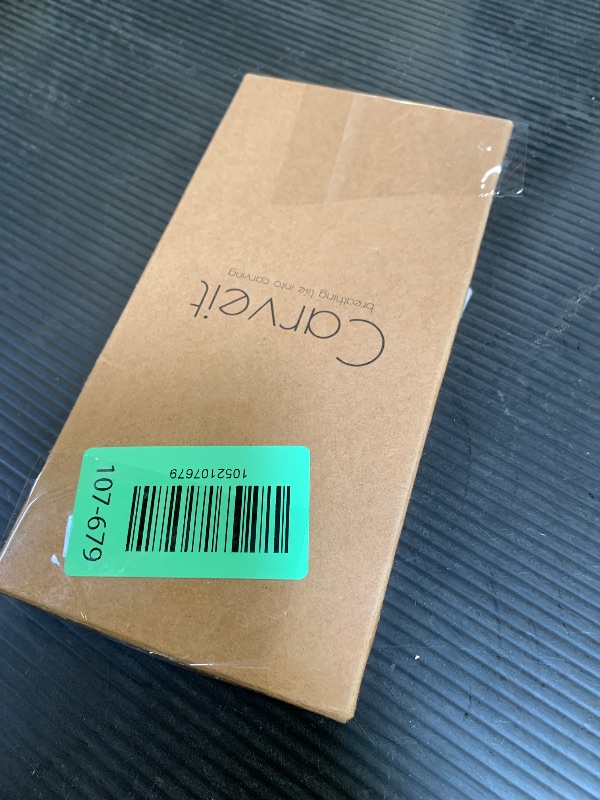 Carveit
breathing life into carving
1052107679
107-679